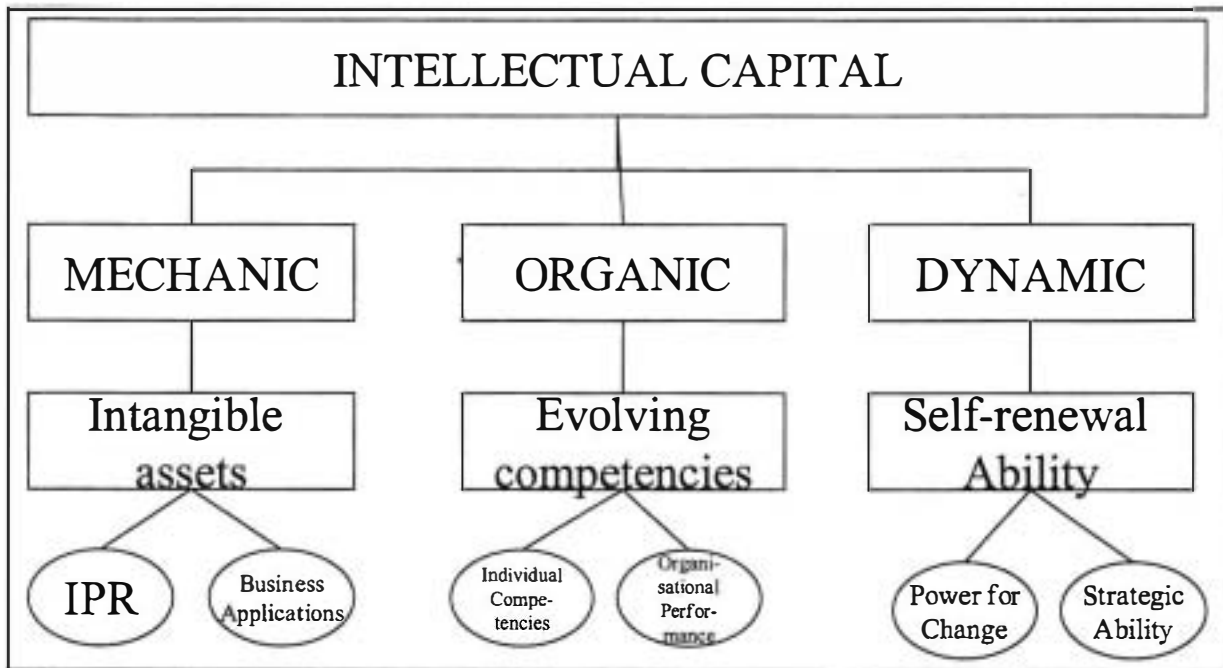 INTELLECTUAL CAPITAL
MECHANIC
ORGANIC
DYNAMIC
Intangible
assets
Evolving
competencies
Self-renewal
Ability
IPR
Business
Applications
Individual
Compe-
tencies
Organi-
sational
Perfor-
mance
Power for
Change
Strategic
Ability